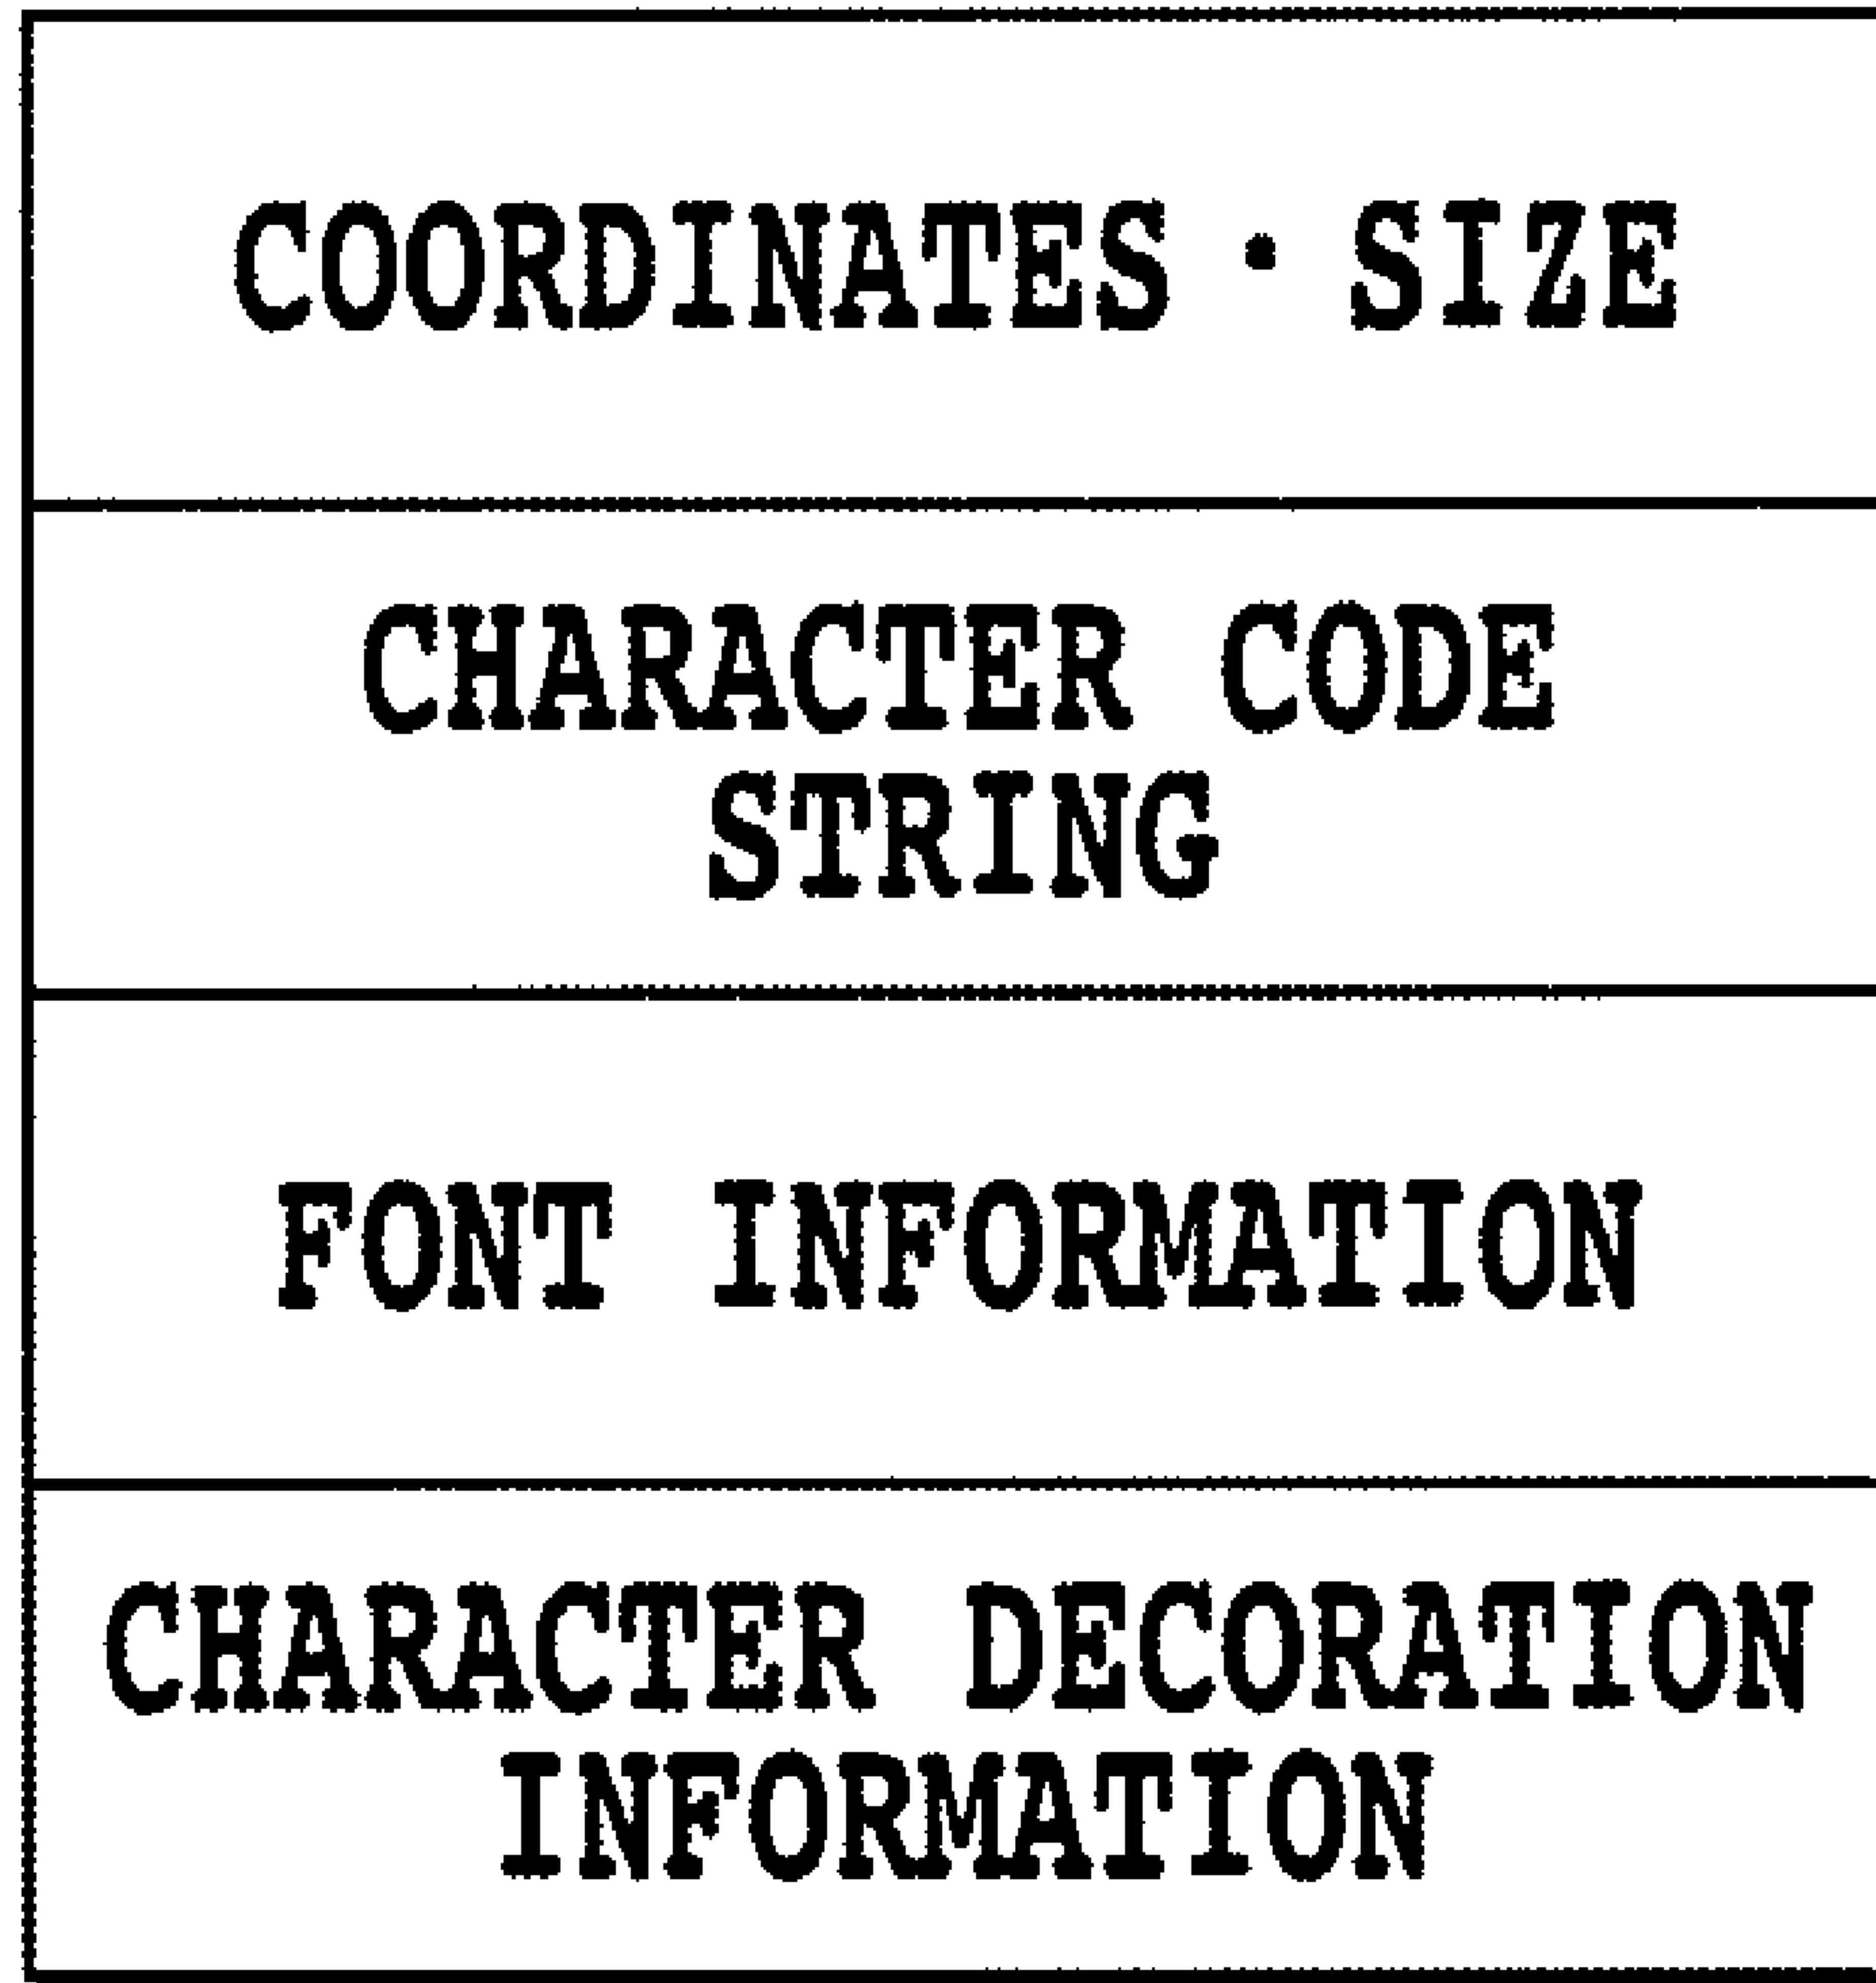 COORDINATES · SIZE
CHARACTER CODE
STRING
FONT INFORMATION
CHARACTER DECORATION
INFORMATION